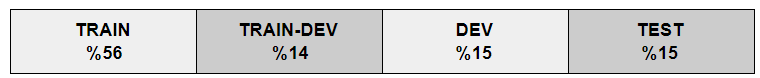 TRAIN TRAIN-DEV DEV TEST
%56 %14 %15 %15